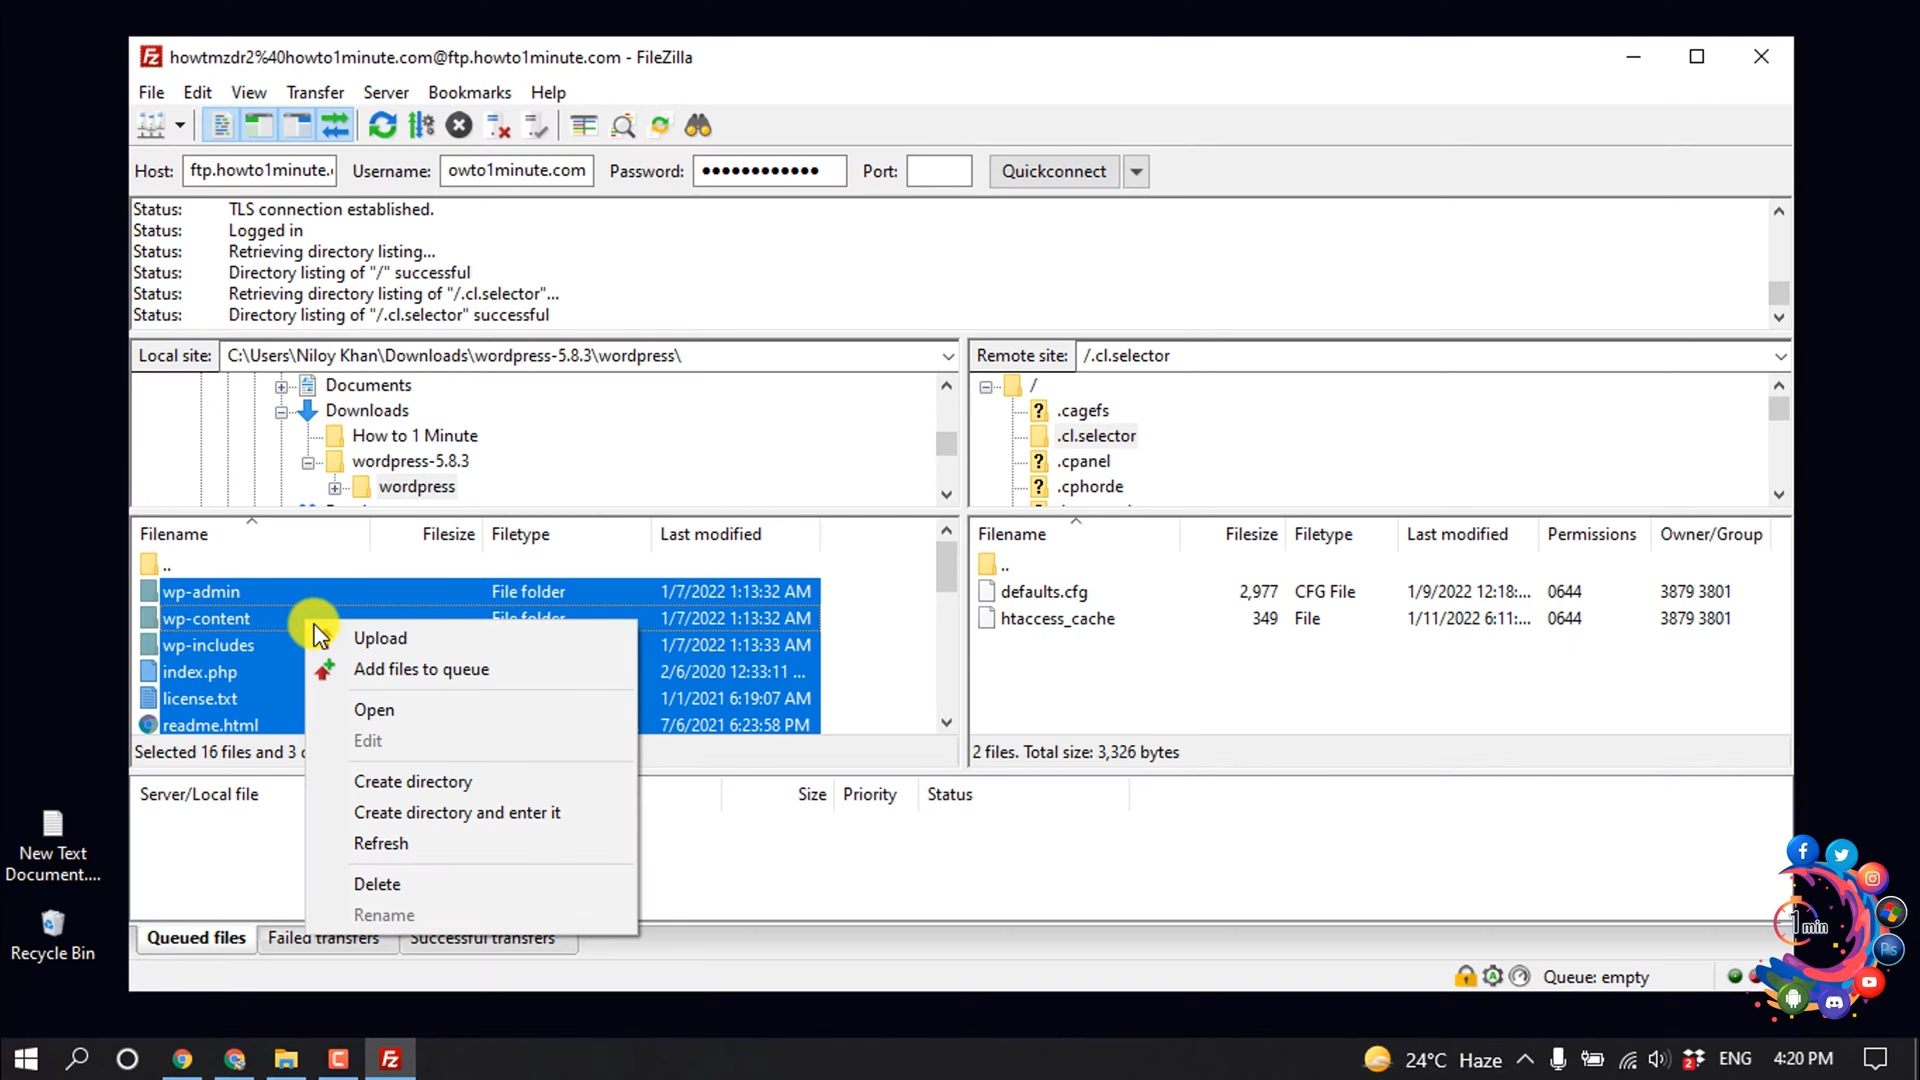 howtmzdr2%40howto1minute.com@ftp.howto1minute.com - FileZilla
File Edit View Transfer Server Bookmarks Help
Host: ftp.howto1minute. Username: owto1minute.com Password: ●●●●●●●●●●●● Port: Quickconnect
Status: TLS connection established.
Status: Logged in
Status: Retrieving directory listing...
Status: Directory listing of "/" successful
Status: Retrieving directory listing of "/.cl.selector"...
Status: Directory listing of "/.cl.selector" successful
Local site: C:\Users\Niloy Khan\Downloads\wordpress-5.8.3\wordpress\
Documents
Downloads
How to 1 Minute
wordpress-5.8.3
wordpress
Remote site: /.cl.selector
/
.cagefs
.cl.selector
.cpanel
.cphorde
Filename Filesize Filetype Last modified
..
wp-admin File folder 1/7/2022 1:13:32 AM
wp-content File folder 1/7/2022 1:13:32 AM
wp-includes 1/7/2022 1:13:33 AM
index.php 2/6/2020 12:33:11 ...
license.txt 1/1/2021 6:19:07 AM
readme.html 7/6/2021 6:23:58 PM
Selected 16 files and 3
Upload
Add files to queue
Open
Edit
Create directory
Create directory and enter it
Refresh
Delete
Rename
Filename Filesize Filetype Last modified Permissions Owner/Group
..
defaults.cfg 2,977 CFG File 1/9/2022 12:18:... 0644 3879 3801
htaccess_cache 349 File 1/11/2022 6:11:... 0644 3879 3801
2 files. Total size: 3,326 bytes
Server/Local file Size Priority Status
Queued files Failed transfers Successful transfers
Queue: empty
New Text
Document....
Recycle Bin
1min
Ps
24°C Haze 2 ENG 4:20 PM